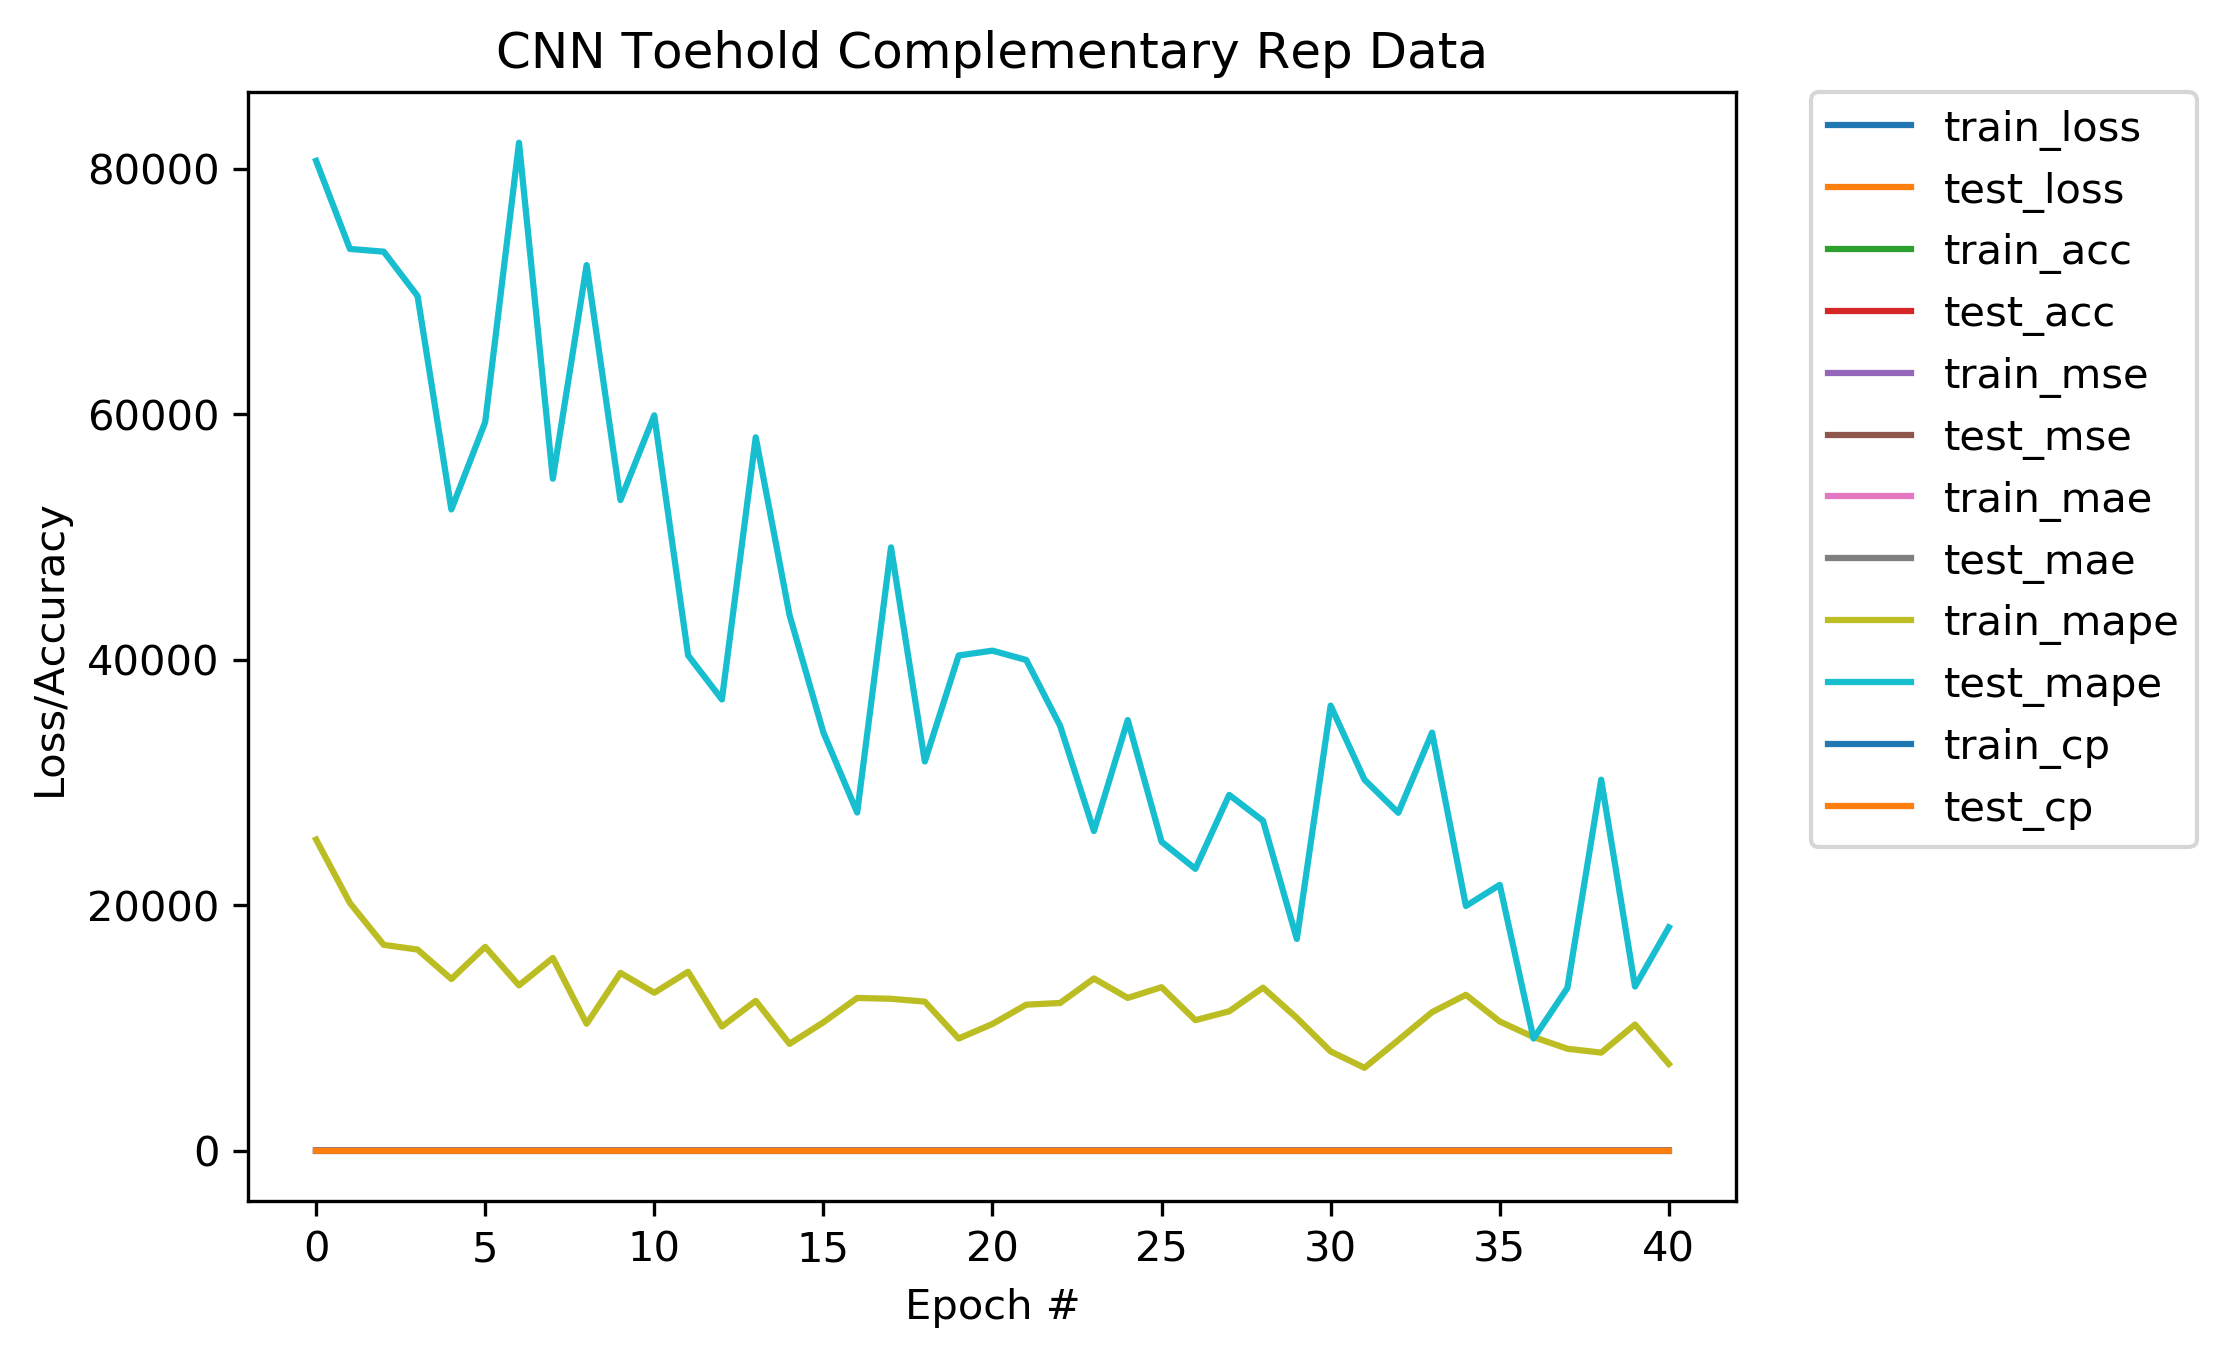 CNN Toehold Complementary Rep Data
Loss/Accuracy
80000
60000
40000
20000
0
0 5 10 15 20 25 30 35 40
Epoch #
train_loss
test_loss
train_acc
test_acc
train_mse
test_mse
train_mae
test_mae
train_mape
test_mape
train_cp
test_cp